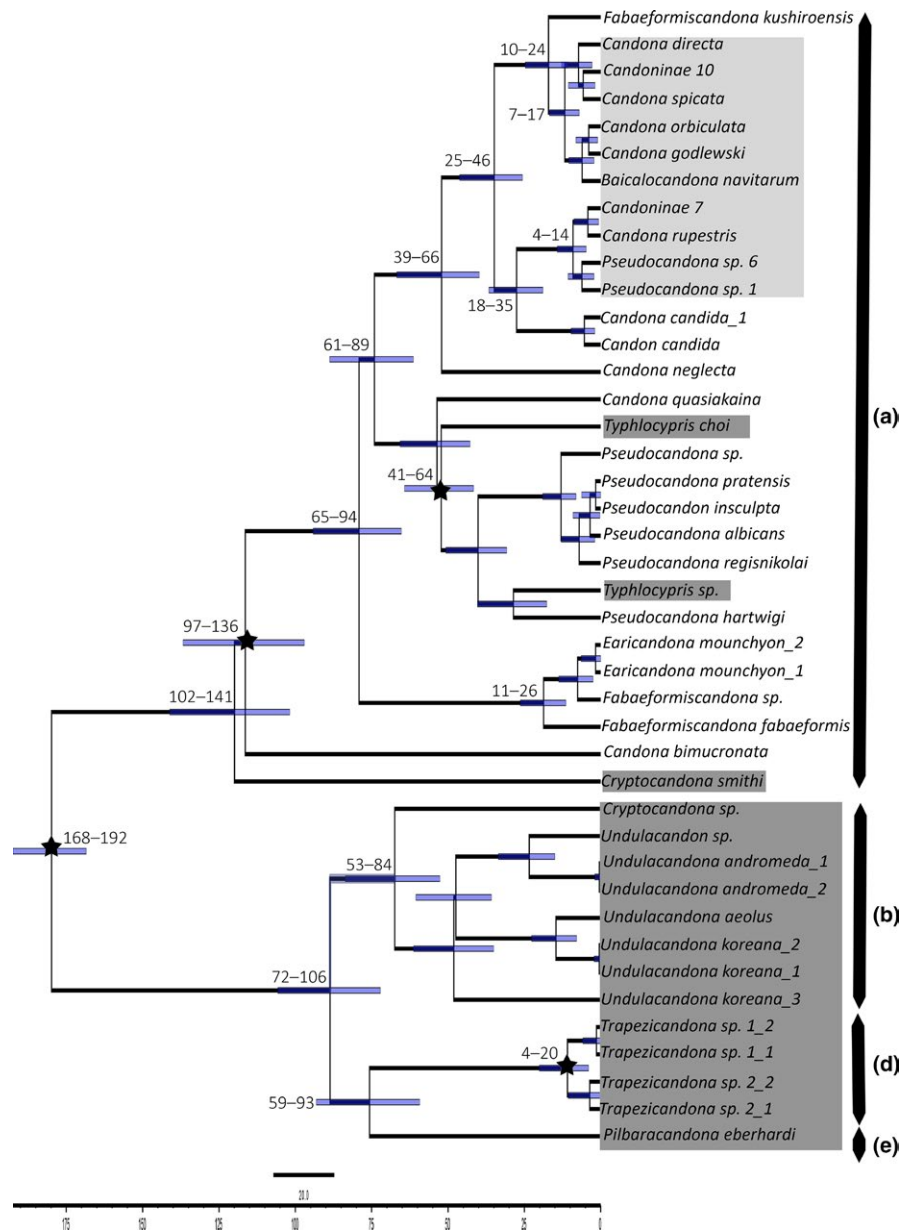 Fabaeformiscandona kushiroensis
10–24
Candona directa
Candoninae 10
Candona spicata
7–17
Candona orbiculata
Candona godlewski
25–46
Baicalocandona navitarum
Candoninae 7
4–14
Candona rupestris
39–66
Pseudocandona sp. 6
Pseudocandona sp. 1
18–35
Candona candida_1
Candon candida
61–89
Candona neglecta
Candona quasiakaina
(a)
Typhlocypris choi
Pseudocandona sp.
41–64
Pseudocandona pratensis
Pseudocandon insculpta
65–94
Pseudocandona albicans
Pseudocandona regisnikolai
Typhlocypris sp.
Pseudocandona hartwigi
97–136
Earicandona mounchyon_2
Earicandona mounchyon_1
102–141
11–26
Fabaeformiscandona sp.
Fabaeformiscandona fabaeformis
Candona bimucronata
Cryptocandona smithi
Cryptocandona sp.
168–192
Undulacandon sp.
53–84
Undulacandona andromeda_1
Undulacandona andromeda_2
(b)
Undulacandona aeolus
Undulacandona koreana_2
72–106
Undulacandona koreana_1
Undulacandona koreana_3
Trapezicandona sp. 1_2
4–20
Trapezicandona sp. 1_1
(d)
Trapezicandona sp. 2_2
59–93
Trapezicandona sp. 2_1
Pilbaracandona eberhardi
(e)
20.0
175 150 125 100 75 50 25 0